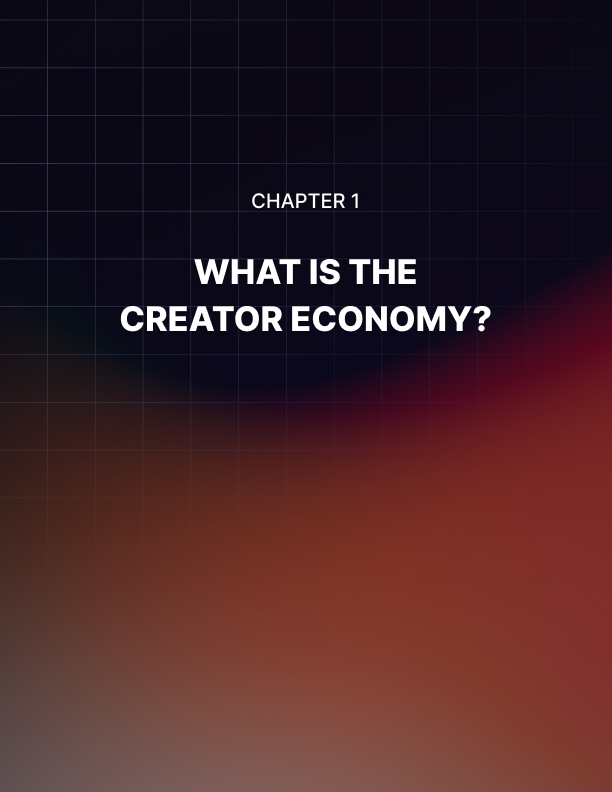 CHAPTER 1
WHAT IS THE
CREATOR ECONOMY?